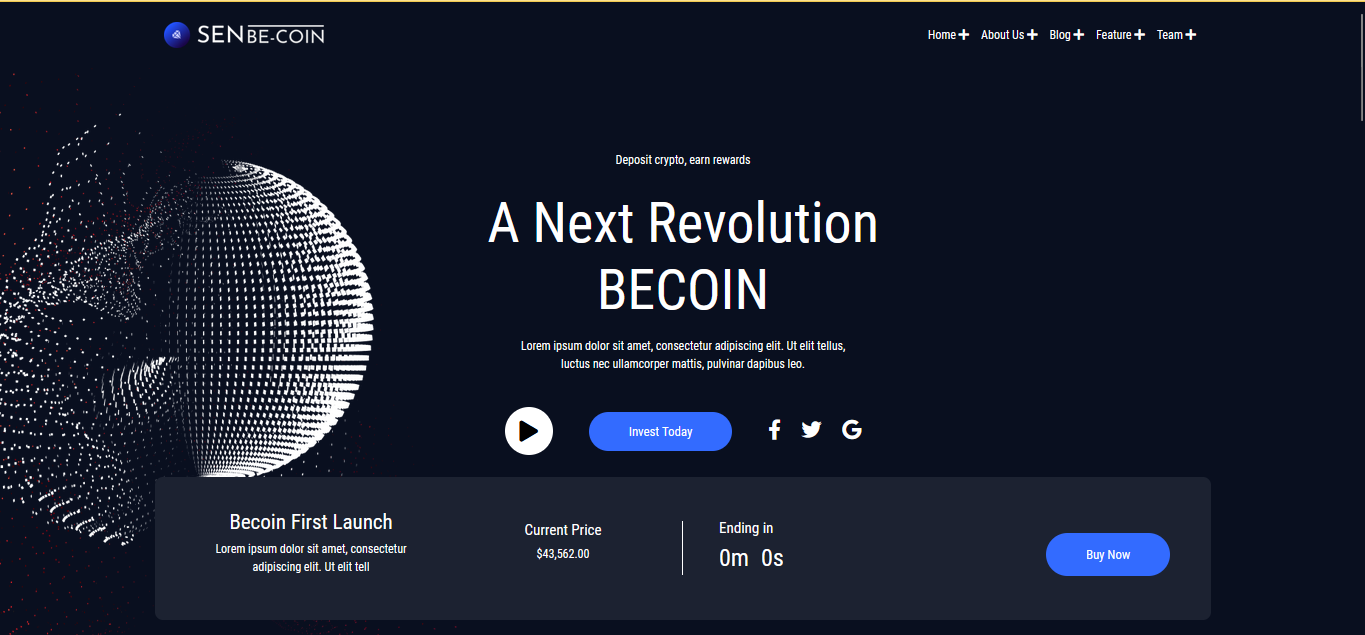 SENBE-COIN
Home About Us Blog Feature Team
Deposit crypto, earn rewards
A Next Revolution
BECOIN
Lorem ipsum dolor sit amet, consectetur adipiscing elit. Ut elit tellus,
luctus nec ullamcorper mattis, pulvinar dapibus leo.
Invest Today
Becoin First Launch
Lorem ipsum dolor sit amet, consectetur
adipiscing elit. Ut elit tell
Current Price
$43,562.00
Ending in
0m 0s
Buy Now